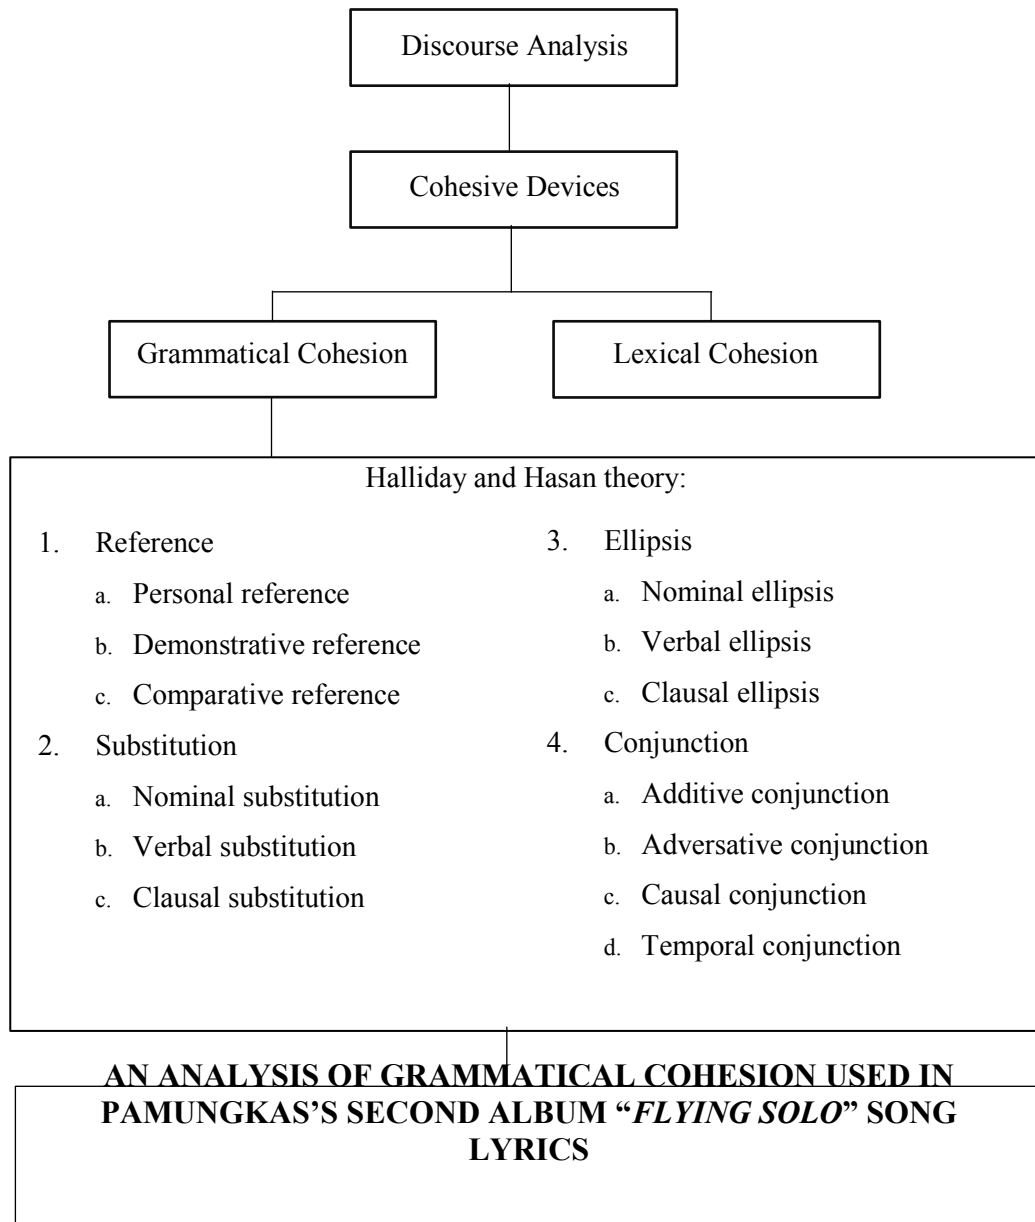 Discourse Analysis
Cohesive Devices
Grammatical Cohesion
Lexical Cohesion
Halliday and Hasan theory:
1. Reference
a. Personal reference
b. Demonstrative reference
c. Comparative reference
2. Substitution
a. Nominal substitution
b. Verbal substitution
c. Clausal substitution
3. Ellipsis
a. Nominal ellipsis
b. Verbal ellipsis
c. Clausal ellipsis
4. Conjunction
a. Additive conjunction
b. Adversative conjunction
c. Causal conjunction
d. Temporal conjunction
AN ANALYSIS OF GRAMMATICAL COHESION USED IN
PAMUNGKAS’S SECOND ALBUM “FLYING SOLO” SONG
LYRICS